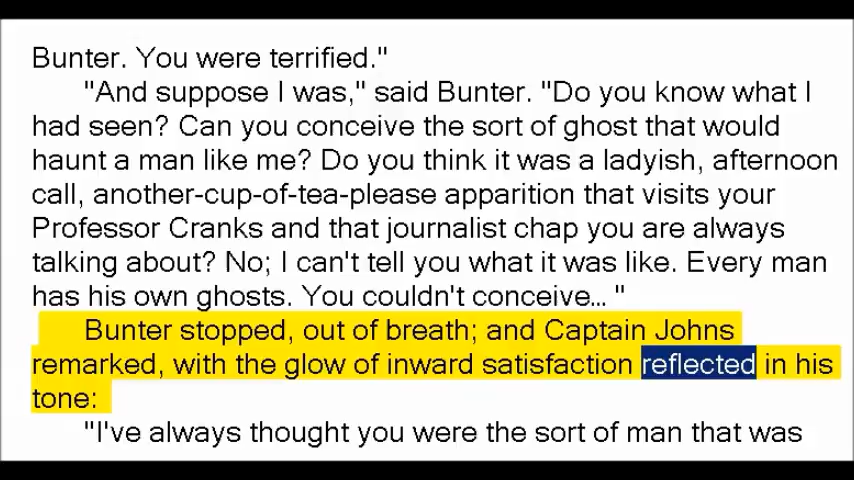 Bunter. You were terrified."
"And suppose I was," said Bunter. "Do you know what I
had seen? Can you conceive the sort of ghost that would
haunt a man like me? Do you think it was a ladyish, afternoon
call, another-cup-of-tea-please apparition that visits your
Professor Cranks and that journalist chap you are always
talking about? No; I can't tell you what it was like. Every man
has his own ghosts. You couldn't conceive... "
Bunter stopped, out of breath; and Captain Johns
remarked, with the glow of inward satisfaction reflected in his
tone:
"I've always thought you were the sort of man that was